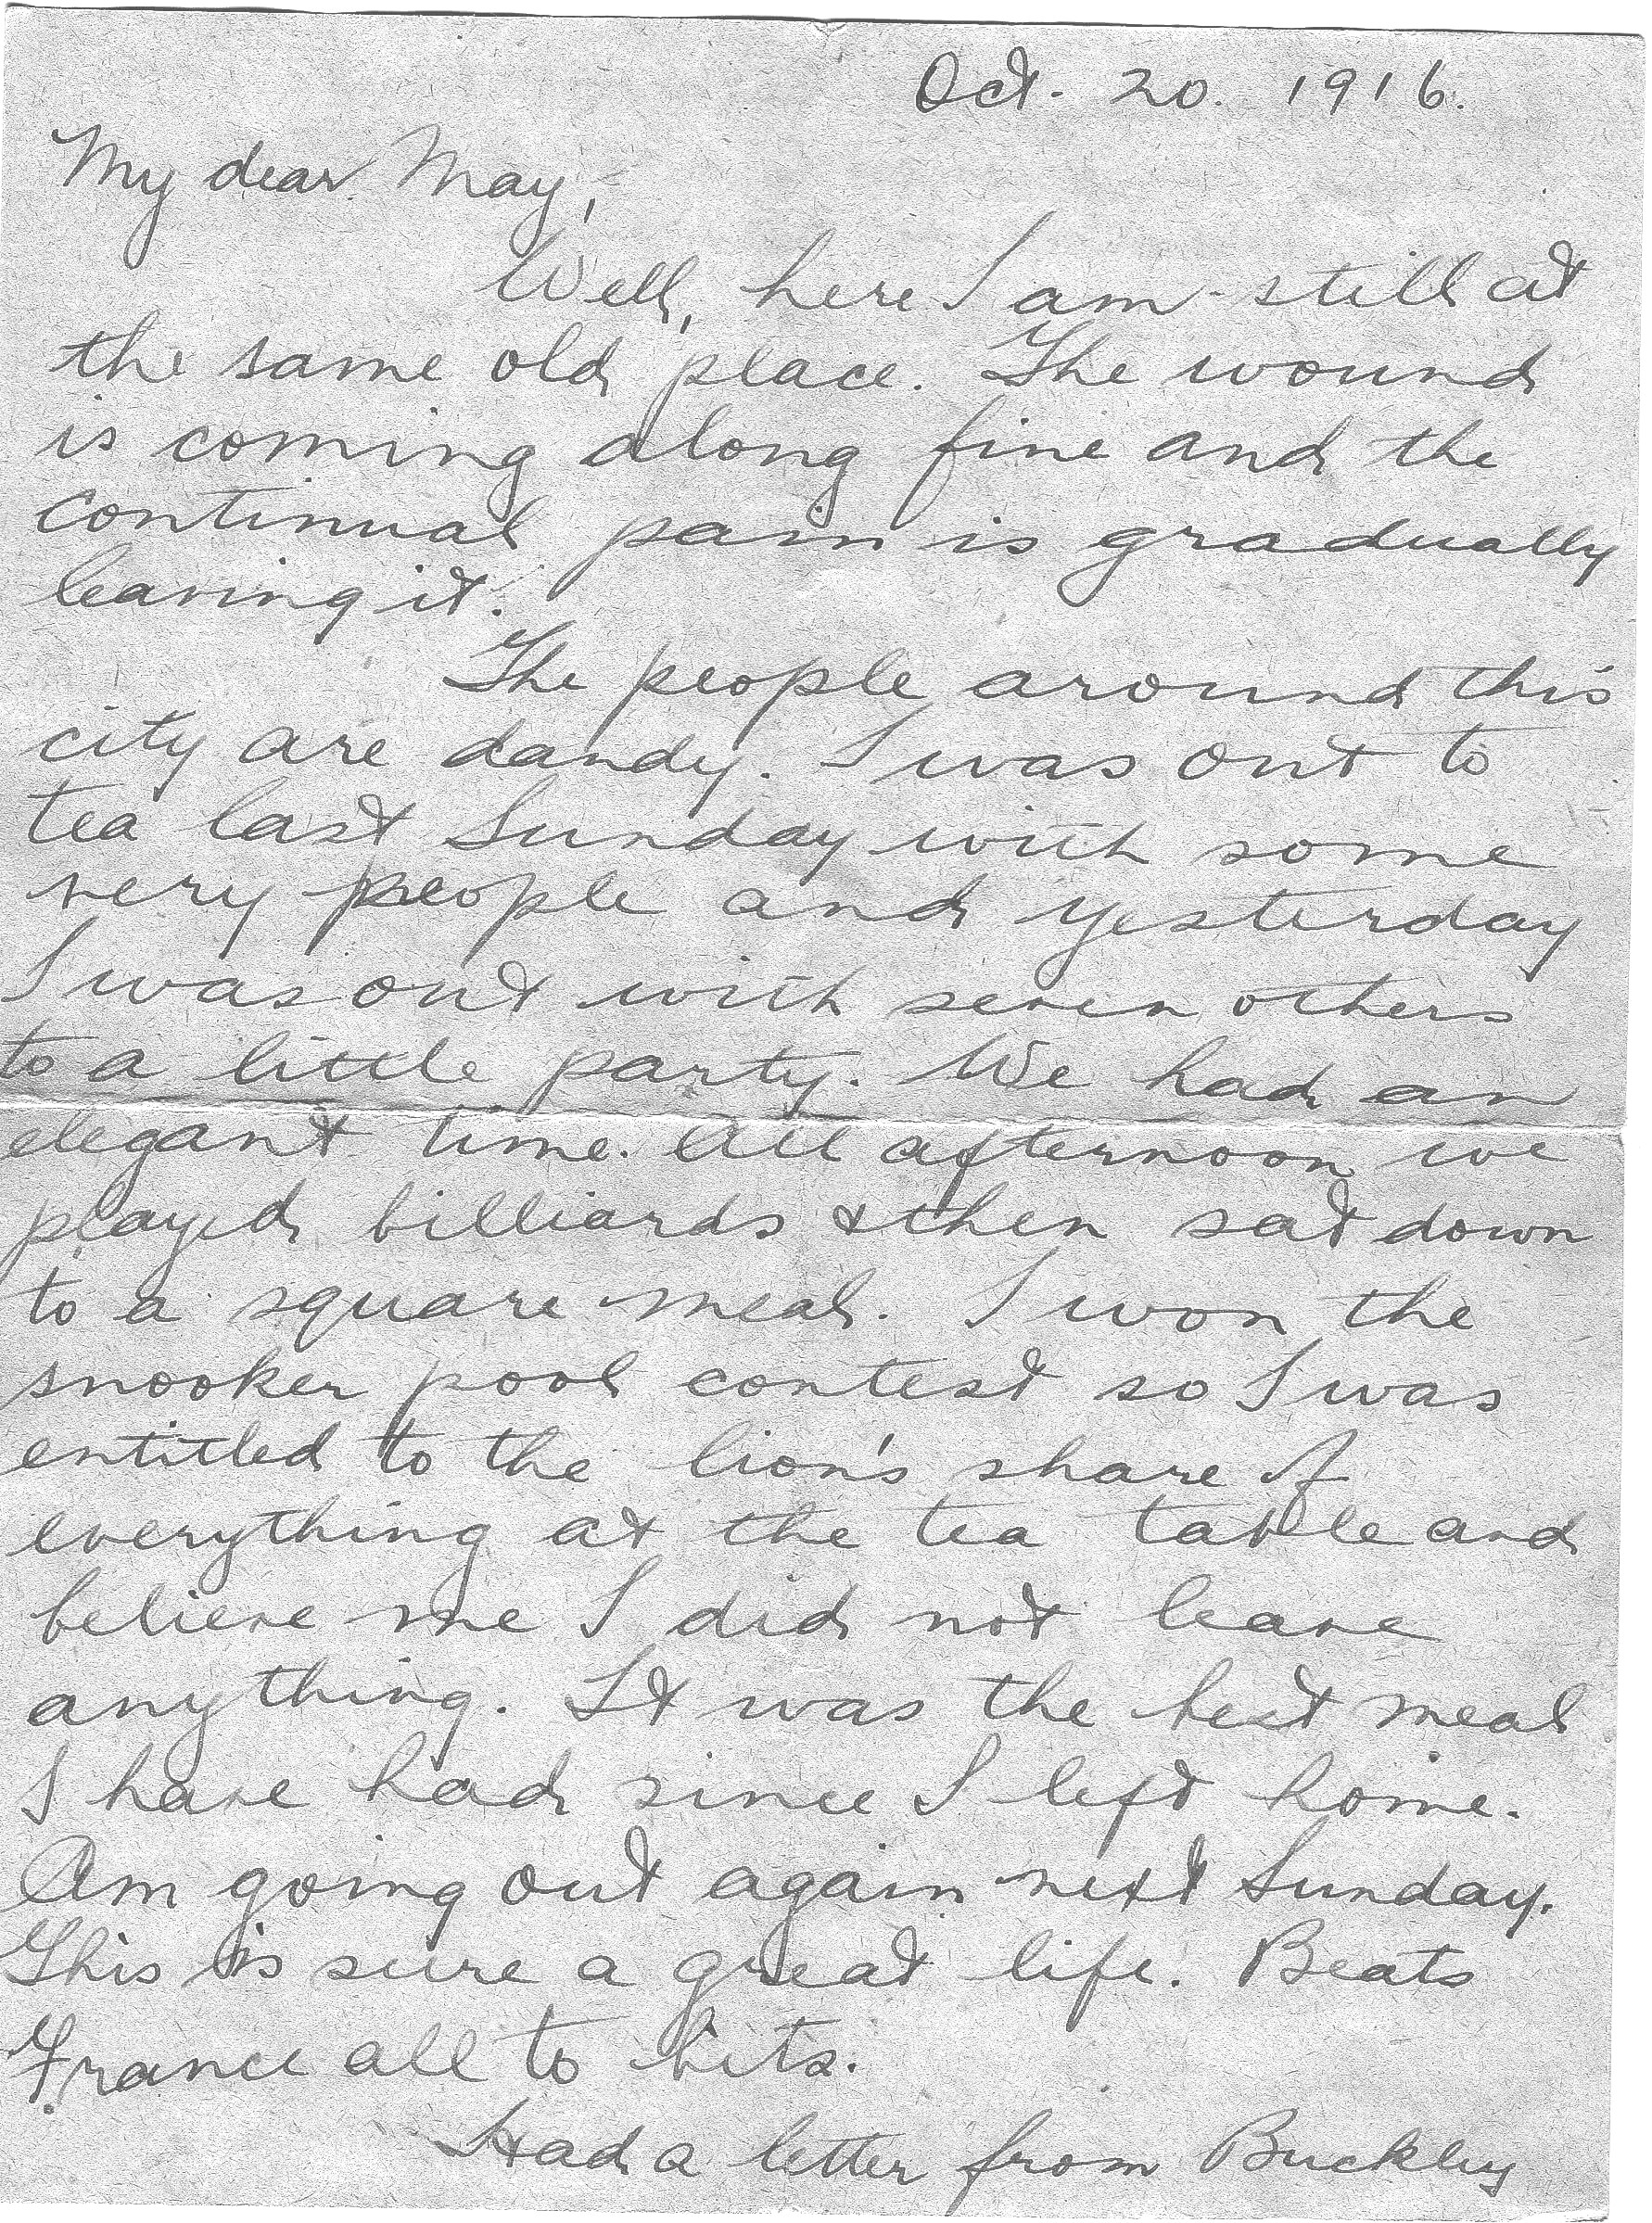 Oct. 20. 1916.
My dear May,
Well, here I am still at
the same old place. The wound
is coming along fine and the
continual pain is gradually
leaving it.
The people around this
city are dandy. I was out to
tea last Sunday with some
very people and yesterday
I was out with seven others
to a little party. We had an
elegant time. All afternoon we
played billiards & then sat down
to a square meal. I won the
snooker pool contest so I was
entitled to the lion's share of
everything at the tea table and
believe me I did not leave
anything. It was the best meal
I have had since I left home.
Am going out again next Sunday.
This is sure a great life. Beats
France all to bits.
Had a letter from Buckley